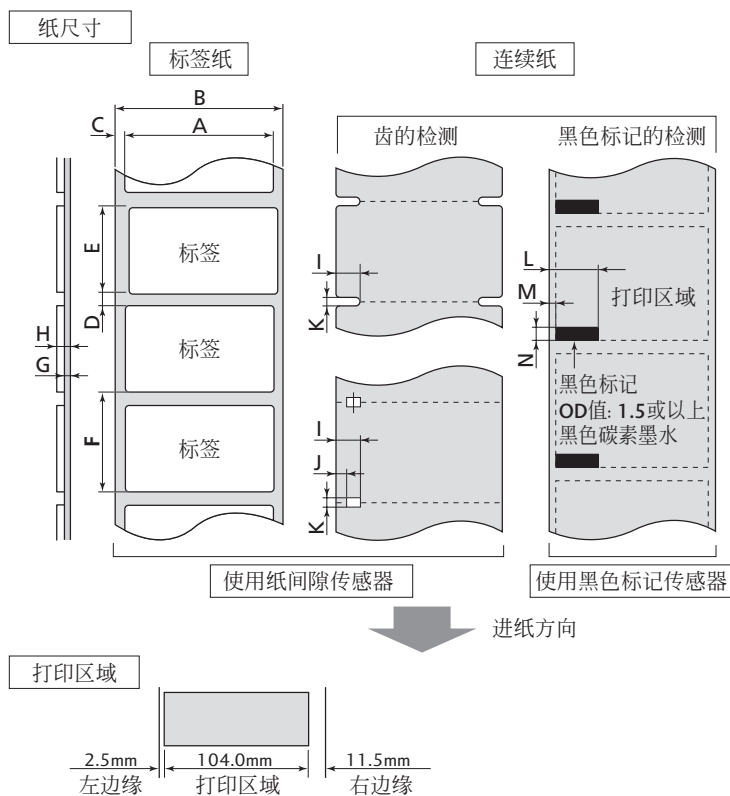 纸尺寸
标签纸
连续纸
B
C
A
齿的检测
黑色标记的检测
E
标签
I
L
M
打印区域
D
K
N
H
标签
G
黑色标记
OD值: 1.5或以上
黑色碳素墨水
F
标签
I
J
K
使用纸间隙传感器
使用黑色标记传感器
进纸方向
打印区域
2.5mm
104.0mm
11.5mm
左边缘
打印区域
右边缘